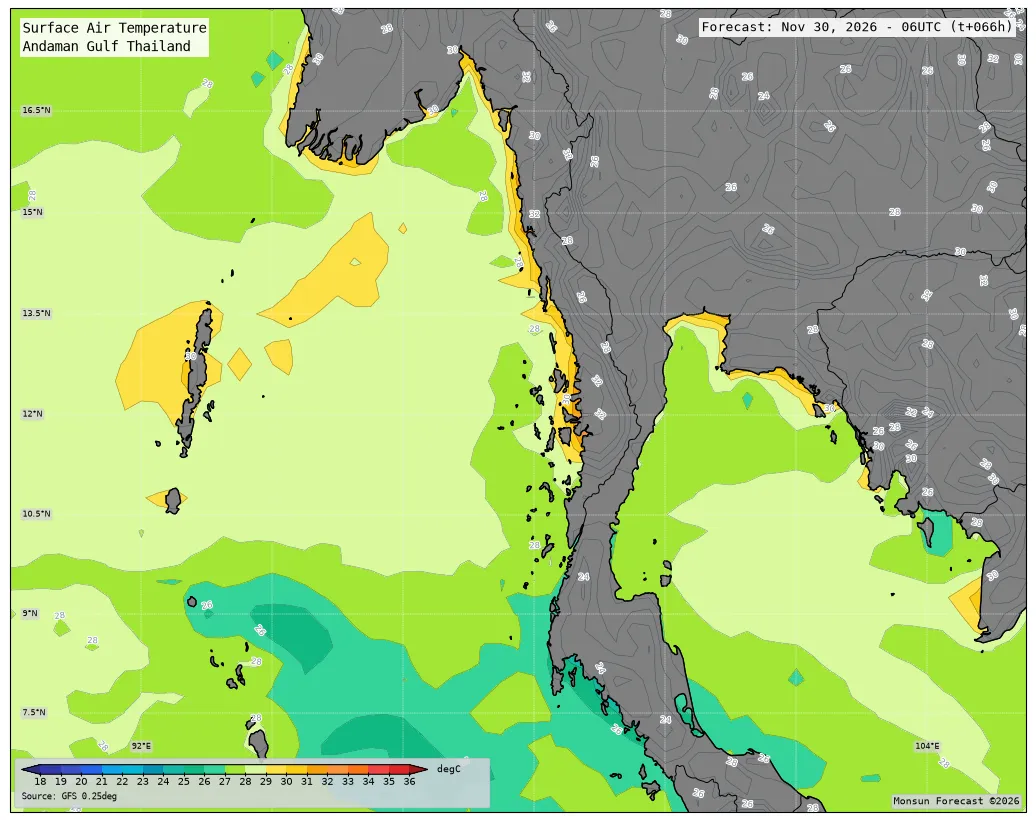 Surface Air Temperature
Andaman Gulf Thailand
Forecast: Nov 30, 2026 - 06UTC (t+066h)
16.5°N
15°N
13.5°N
12°N
10.5°N
9°N
7.5°N
92°E
104°E
18 19 20 21 22 23 24 25 26 27 28 29 30 31 32 33 34 35 36 degC
Source: GFS 0.25deg
Monsun Forecast ©2026